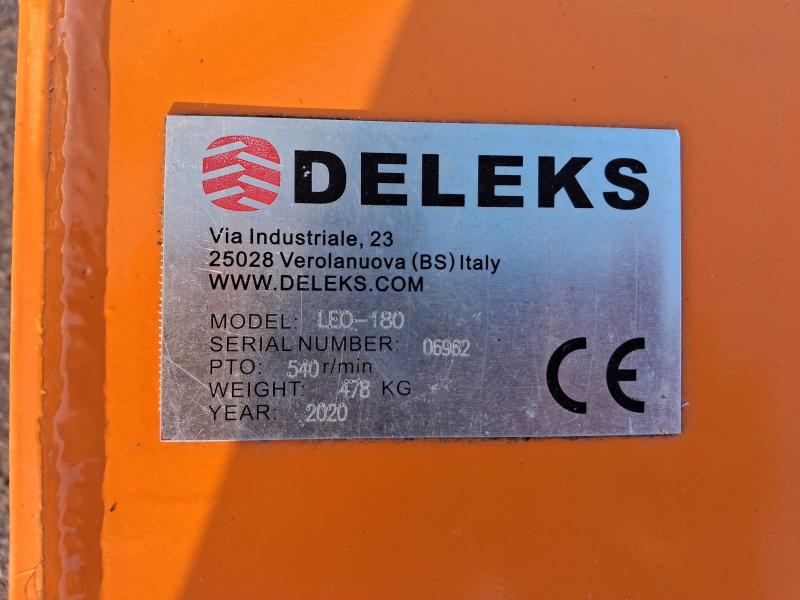 DELEKS
Via Industriale, 23
25028 Verolanuova (BS) Italy
WWW.DELEKS.COM
MODEL: LEO-180
SERIAL NUMBER: 06962
PTO: 540 r/min
WEIGHT: 478 KG
YEAR: 2020
CE